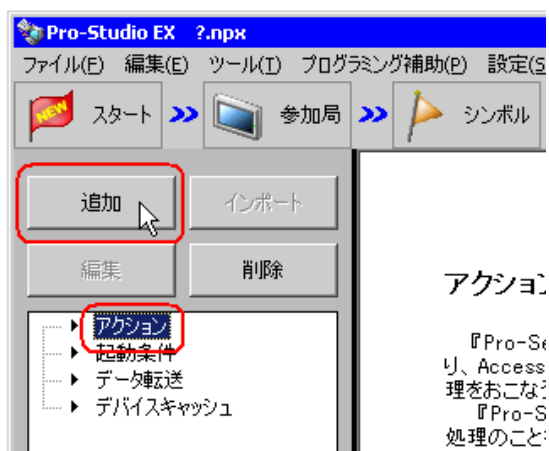 Pro-Studio EX ?.npx
ファイル(F) 編集(E) ツール(T) プログラミング補助(P) 設定(S
NEW スタート 参加局 シンボル
追加 インポート
編集 削除
アクション
起動条件
データ転送
デバイスキャッシュ
アクション
『Pro-Se
り、Access
理をおこなう
『Pro-S
処理のこと